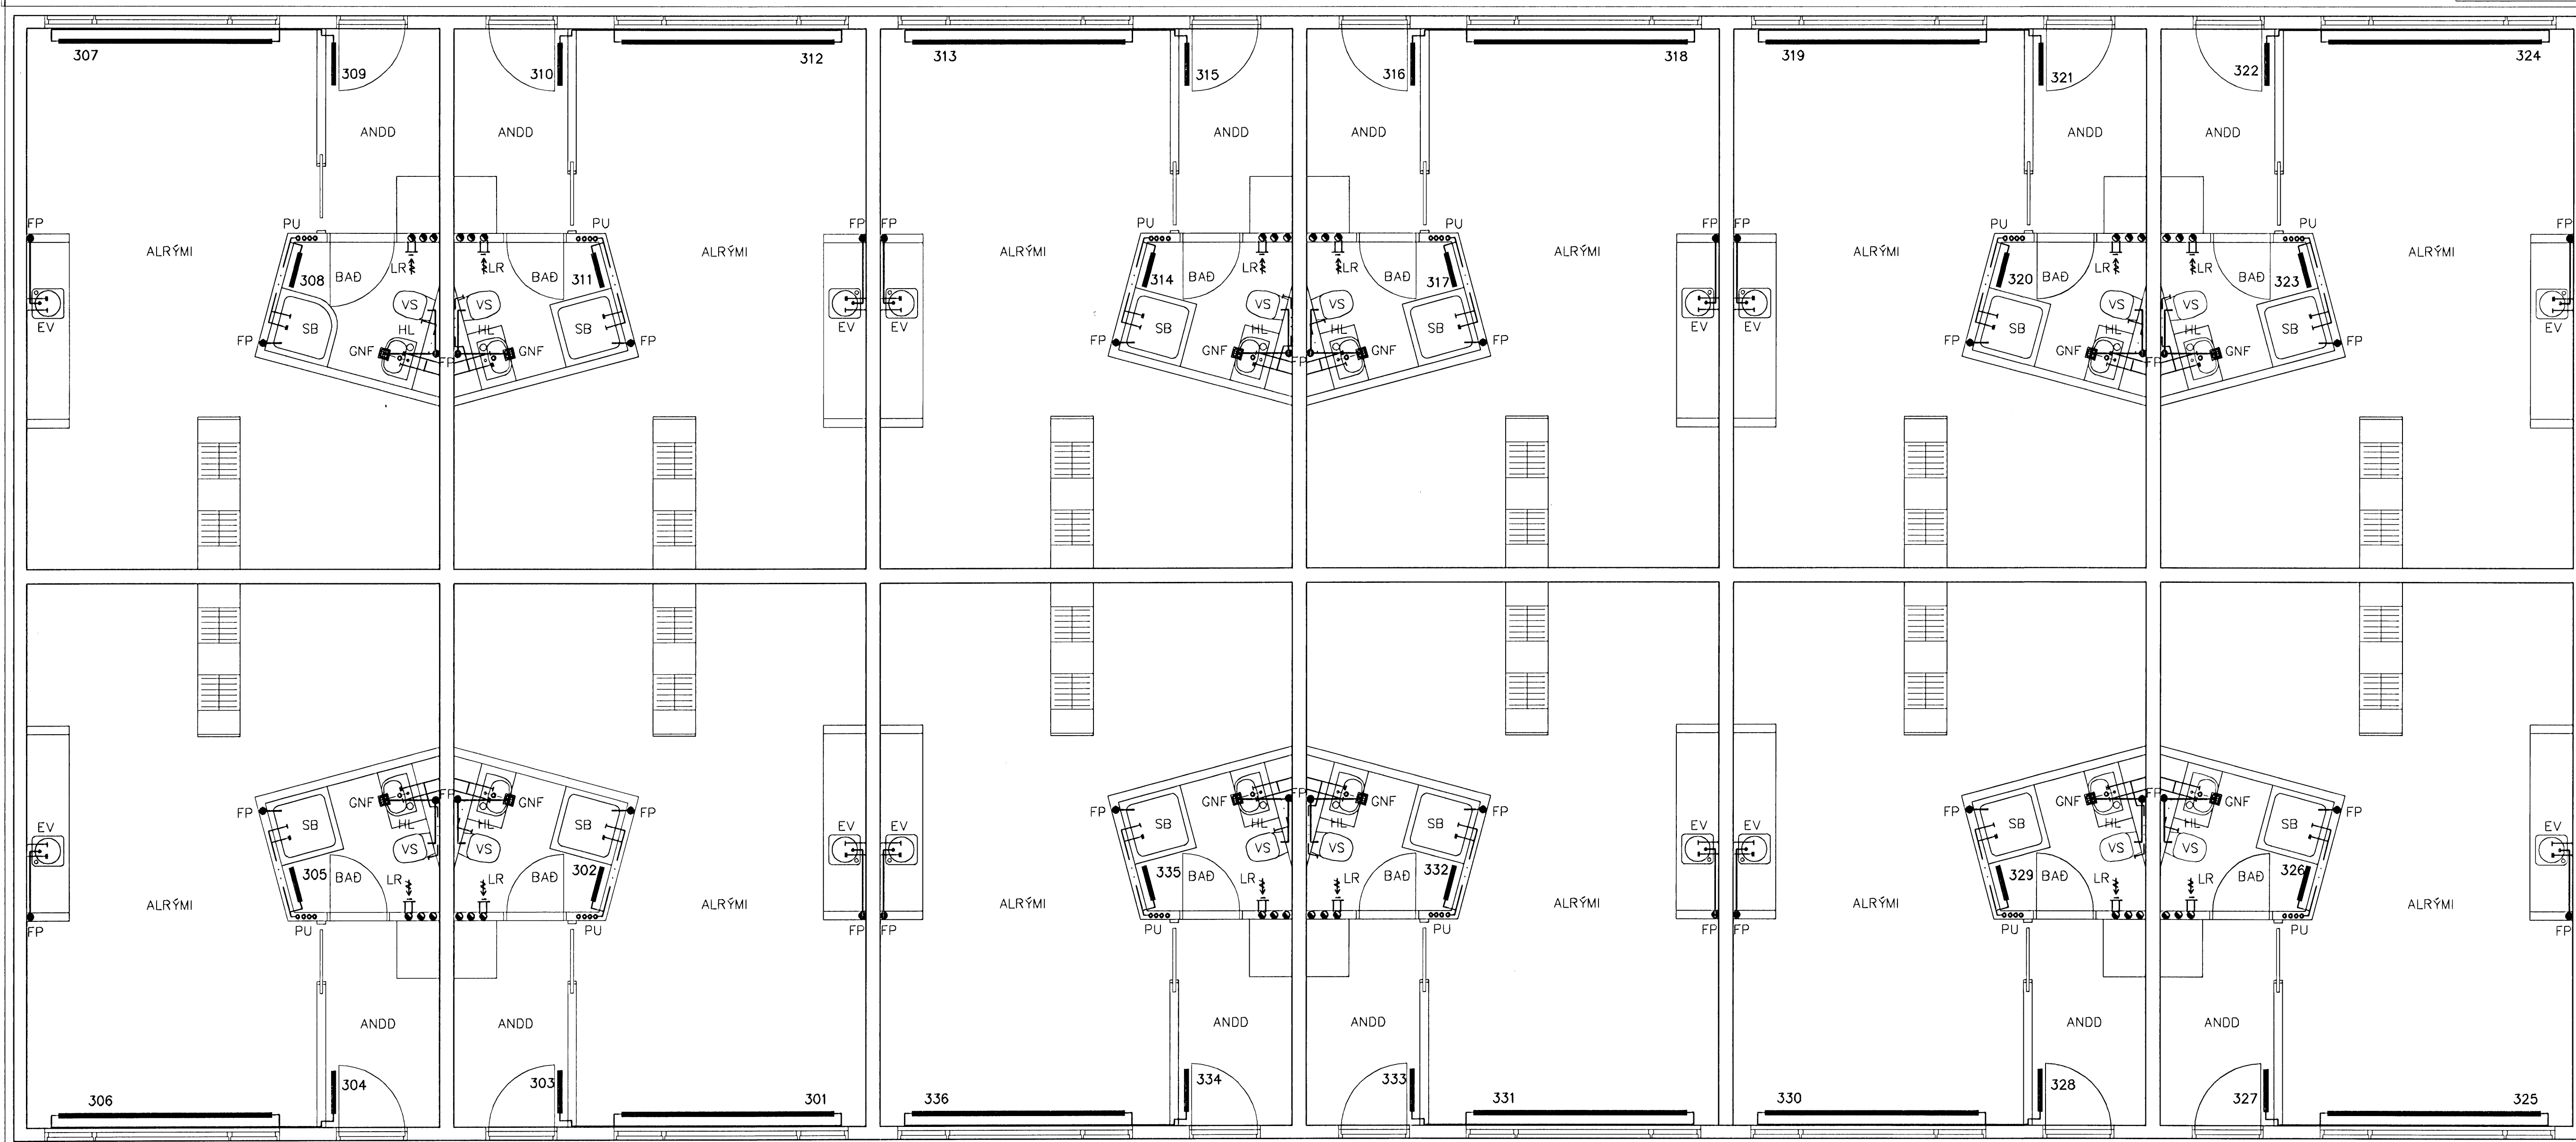 307 309 310 312 313 315 316 318 319 321 322 324
ANDD ANDD ANDD ANDD ANDD ANDD
FP PU PU FP FP PU PU FP FP PU PU FP
ALRÝMI ALRÝMI ALRÝMI ALRÝMI ALRÝMI ALRÝMI
308 BAÐ LR LR BAÐ 311 314 BAÐ LR LR BAÐ 317 320 BAÐ LR LR BAÐ 323
VS VS VS VS VS VS
EV SB HL HL SB EV EV SB HL HL SB EV EV SB HL HL SB EV
FP GNF FP GNF FP FP GNF FP GNF FP FP GNF FP GNF FP
FP GNF FP GNF FP FP GNF FP GNF FP FP GNF FP GNF FP
EV SB HL HL SB EV EV SB HL HL SB EV EV SB HL HL SB EV
VS VS VS VS VS VS
305 BAÐ LR LR BAÐ 302 335 BAÐ LR LR BAÐ 332 329 BAÐ LR LR BAÐ 326
ALRÝMI ALRÝMI ALRÝMI ALRÝMI ALRÝMI ALRÝMI
FP PU PU FP FP PU PU FP FP PU PU FP
ANDD ANDD ANDD ANDD ANDD ANDD
306 304 303 301 336 334 333 331 330 328 327 325